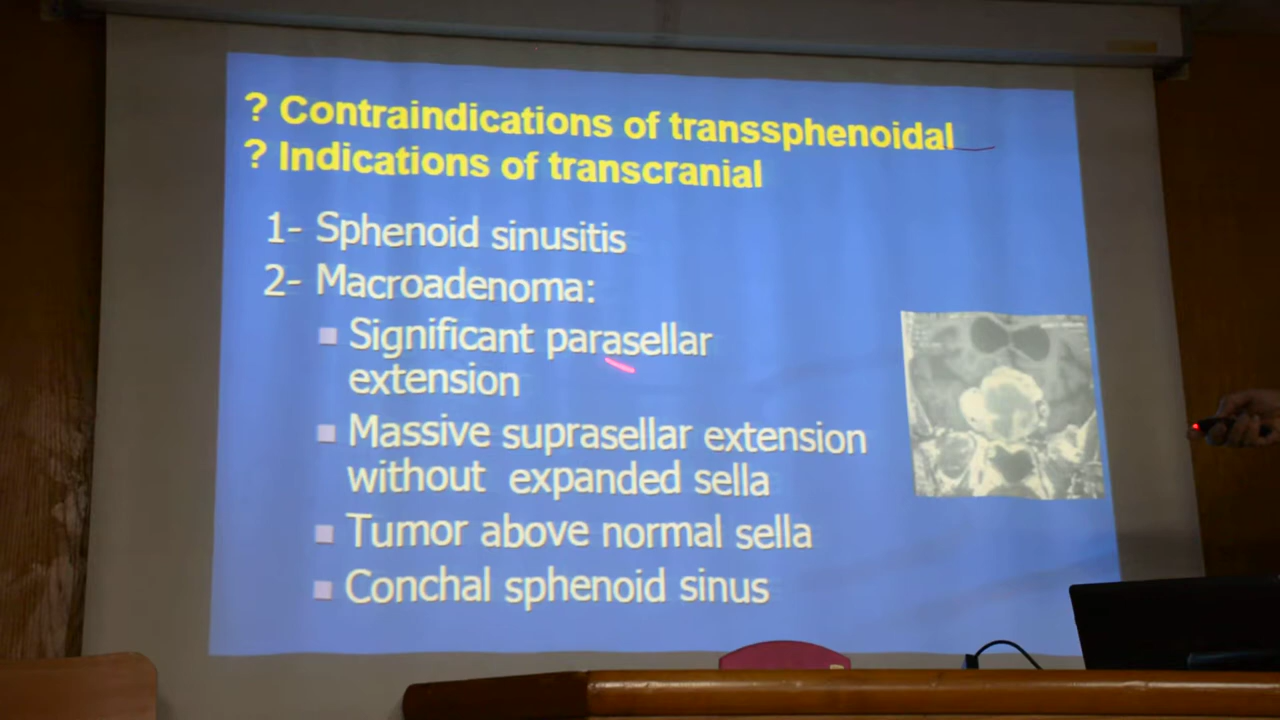 ? Contraindications of transsphenoidal
? Indications of transcranial
1- Sphenoid sinusitis
2- Macroadenoma:
■ Significant parasellar
extension
■ Massive suprasellar extension
without expanded sella
■ Tumor above normal sella
■ Conchal sphenoid sinus